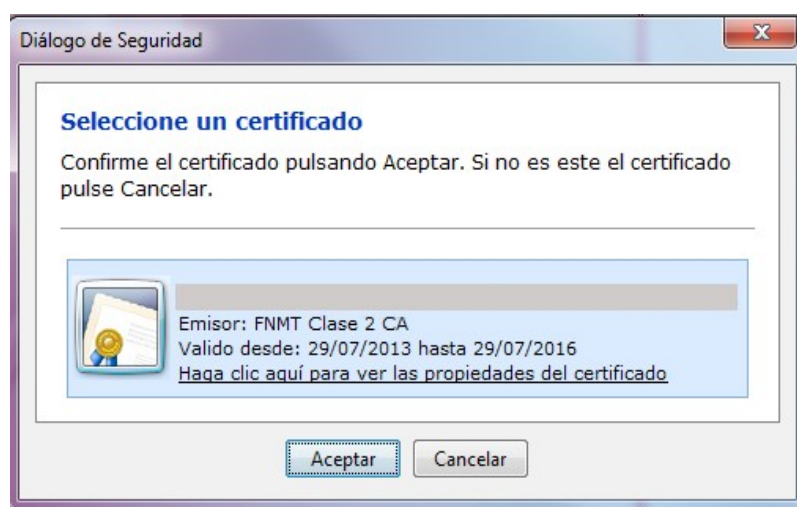 Diálogo de Seguridad
Seleccione un certificado
Confirme el certificado pulsando Aceptar. Si no es este el certificado
pulse Cancelar.
Emisor: FNMT Clase 2 CA
Valido desde: 29/07/2013 hasta 29/07/2016
Haga clic aquí para ver las propiedades del certificado
Aceptar
Cancelar